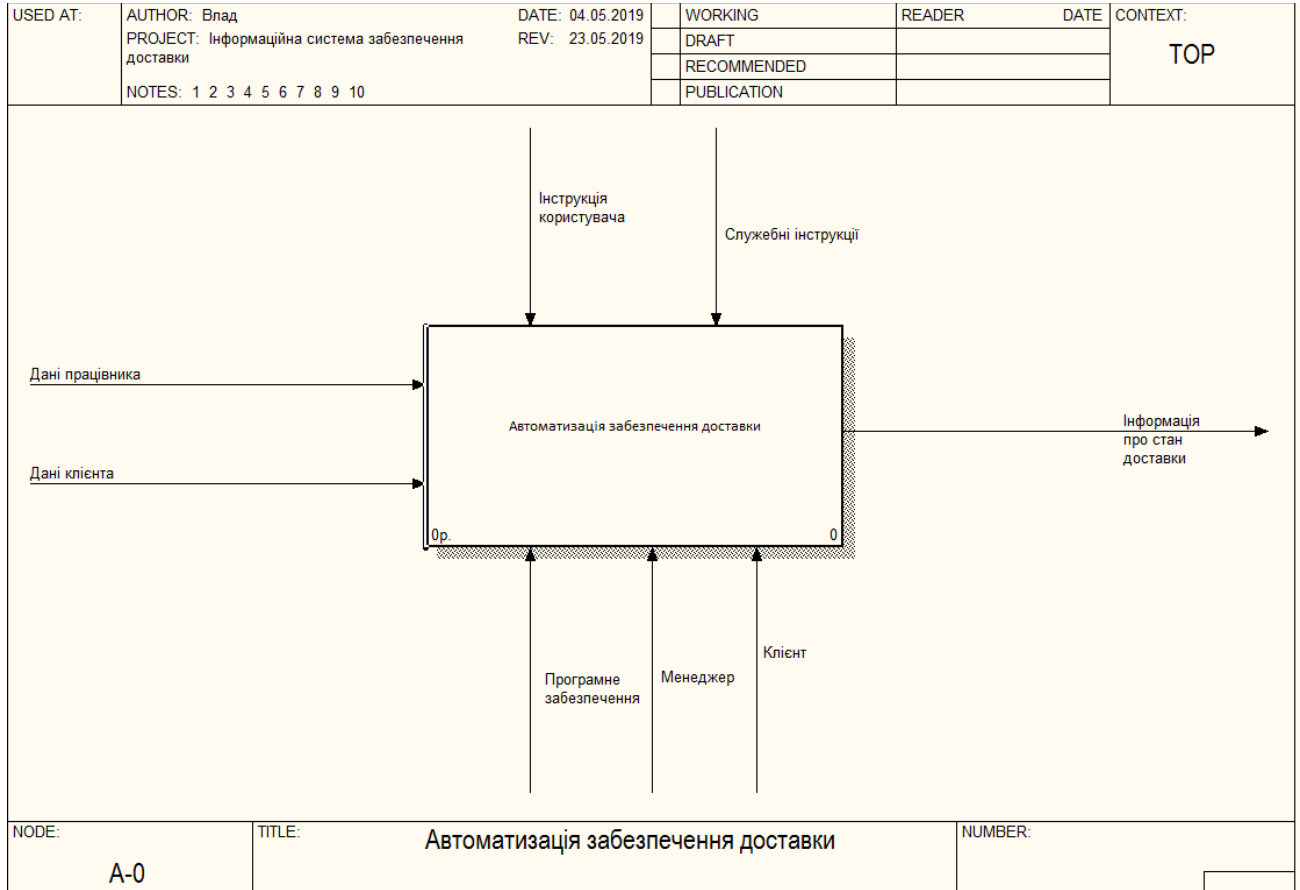 USED AT:
AUTHOR: Влад
DATE: 04.05.2019
PROJECT: Інформаційна система забезпечення
доставки
REV: 23.05.2019
NOTES: 1 2 3 4 5 6 7 8 9 10
WORKING
DRAFT
RECOMMENDED
PUBLICATION
READER
DATE
CONTEXT:
TOP
Інструкція
користувача
Службені інструкції
Дані працівника
Дані клієнта
Автоматизація забезпечення доставки
0р.
0
Інформація
про стан
доставки
Програмне
забезпечення
Менеджер
Клієнт
NODE:
A-0
TITLE:
Автоматизація забезпечення доставки
NUMBER: